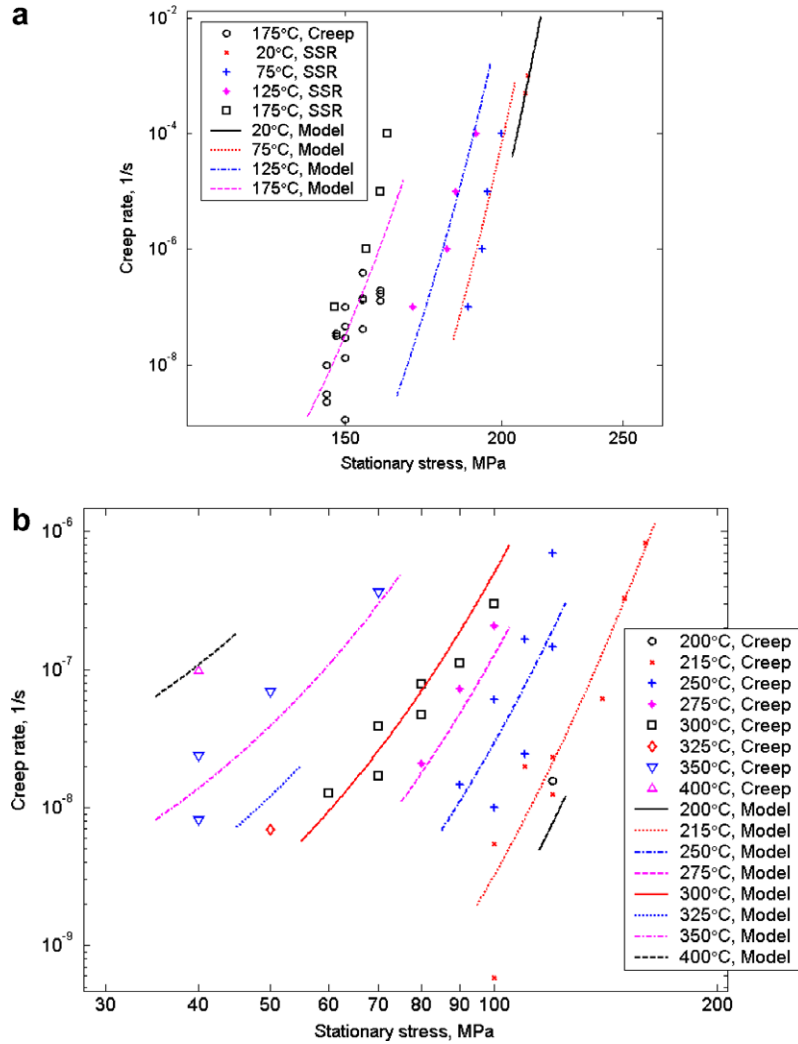 a
10⁻²
10⁻⁴
10⁻⁶
10⁻⁸
Creep rate, 1/s
175°C, Creep
20°C, SSR
75°C, SSR
125°C, SSR
175°C, SSR
20°C, Model
75°C, Model
125°C, Model
175°C, Model
150
200
250
Stationary stress, MPa
b
10⁻⁶
10⁻⁷
10⁻⁸
10⁻⁹
Creep rate, 1/s
200°C, Creep
215°C, Creep
250°C, Creep
275°C, Creep
300°C, Creep
325°C, Creep
350°C, Creep
400°C, Creep
200°C, Model
215°C, Model
250°C, Model
275°C, Model
300°C, Model
325°C, Model
350°C, Model
400°C, Model
30 40 50 60 70 80 90 100 200
Stationary stress, MPa